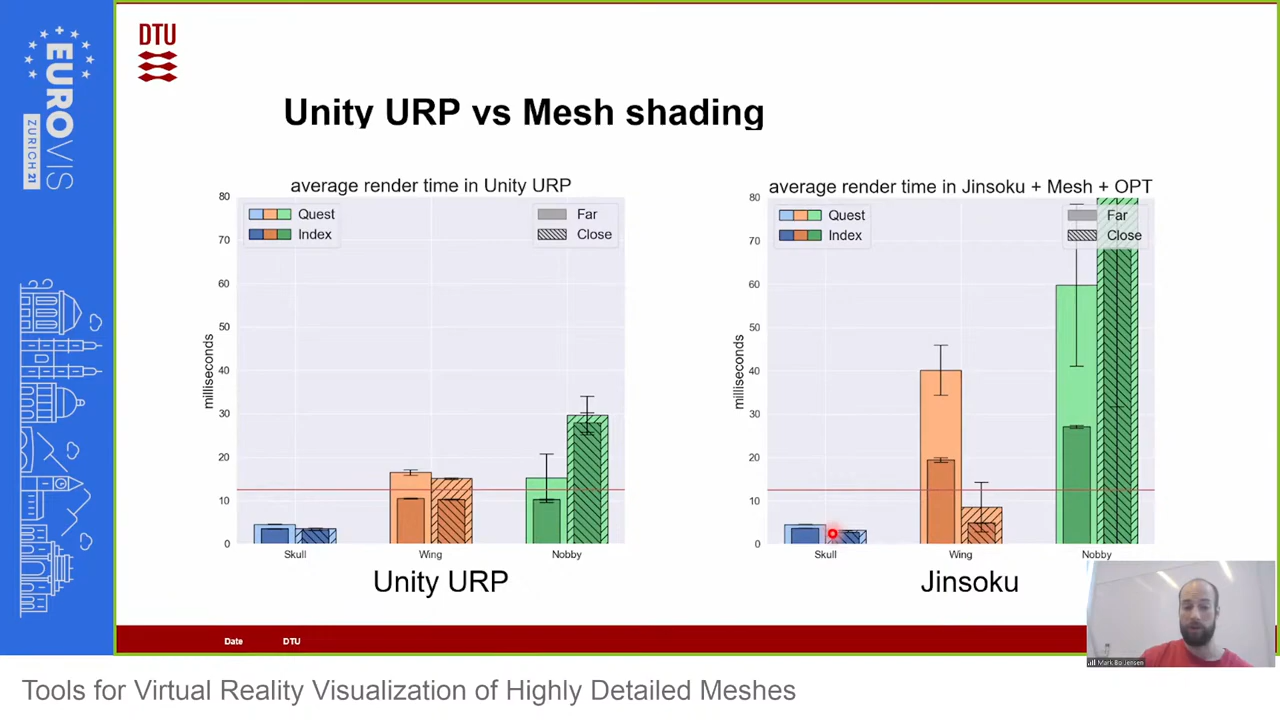 EUROVIS
ZURICH 21
DTU
Unity URP vs Mesh shading
average render time in Unity URP
80
70
60
50
40
30
20
10
0
milliseconds
Quest
Index
Far
Close
Skull
Wing
Nobby
Unity URP
average render time in Jinsoku + Mesh + OPT
80
70
60
50
40
30
20
10
0
milliseconds
Quest
Index
Far
Close
Skull
Wing
Nobby
Jinsoku
Date
DTU
Mark Bo Jensen
Tools for Virtual Reality Visualization of Highly Detailed Meshes